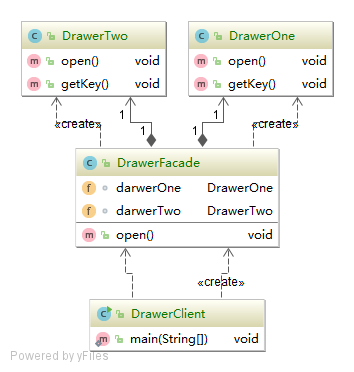 C DrawerTwo
m open() void
m getKey() void
C DrawerOne
m open() void
m getKey() void
«create»
1
1
1
1
«create»
C DrawerFacade
f darwerOne DrawerOne
f darwerTwo DrawerTwo
m open() void
«create»
C DrawerClient
m main(String[]) void
Powered by yFiles